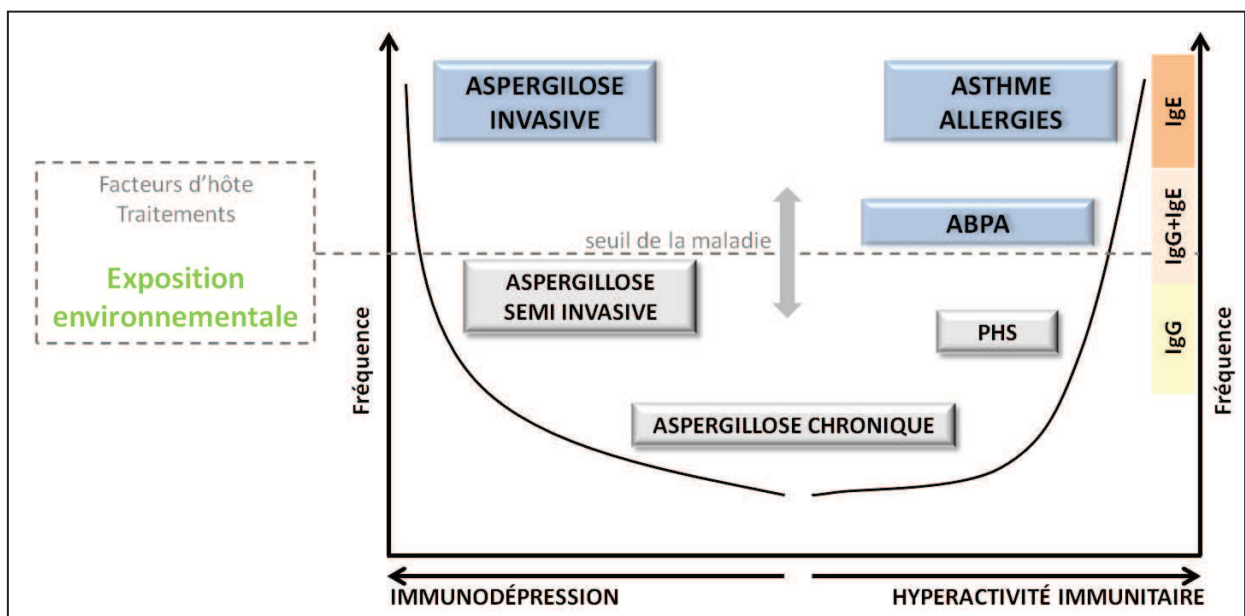 ASPERGILOSE
INVASIVE
ASTHME
ALLERGIES
IgE
Facteurs d'hôte
Traitements
Exposition
environnementale
seuil de la maladie
ABPA
IgG+IgE
ASPERGILLOSE
SEMI INVASIVE
PHS
IgG
Fréquence
Fréquence
ASPERGILLOSE CHRONIQUE
IMMUNODÉPRESSION
HYPERACTIVITÉ IMMUNITAIRE